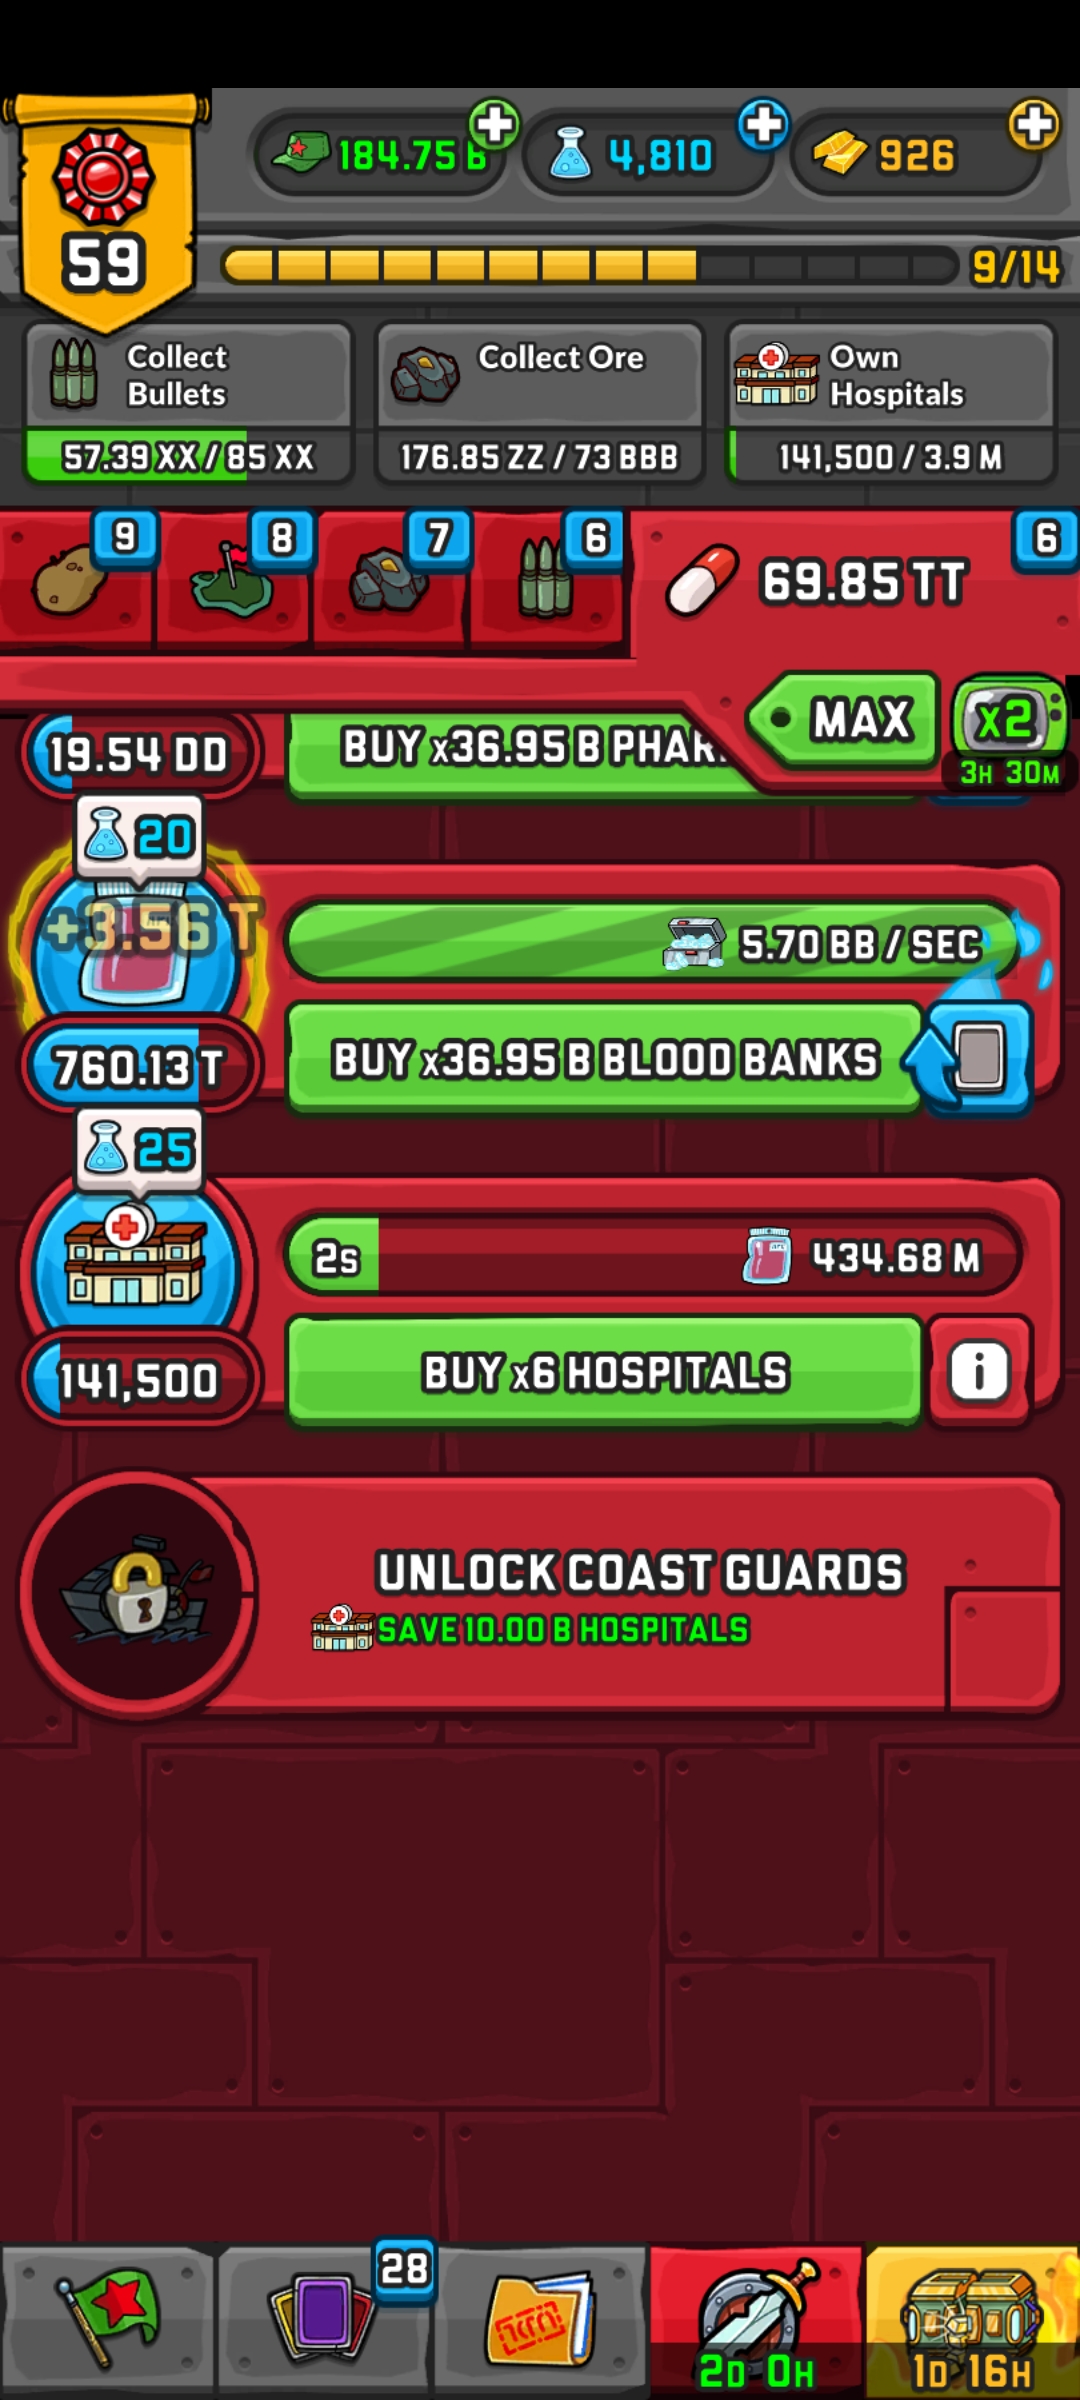 184.75 B
4,810
926
59
9/14
Collect Bullets
57.39 XX / 85 XX
Collect Ore
176.85 ZZ / 73 BBB
Own Hospitals
141,500 / 3.9 M
9
8
7
6
69.85 TT
6
MAX
x2
3H 30M
19.54 DD
BUY x36.95 B
20
+3.56 T
5.70 BB / SEC
760.13 T
BUY x36.95 B BLOOD BANKS
25
2s
434.68 M
141,500
BUY x6 HOSPITALS
i
UNLOCK COAST GUARDS
SAVE 10.00 B HOSPITALS
28
2D 0H
1D 16H